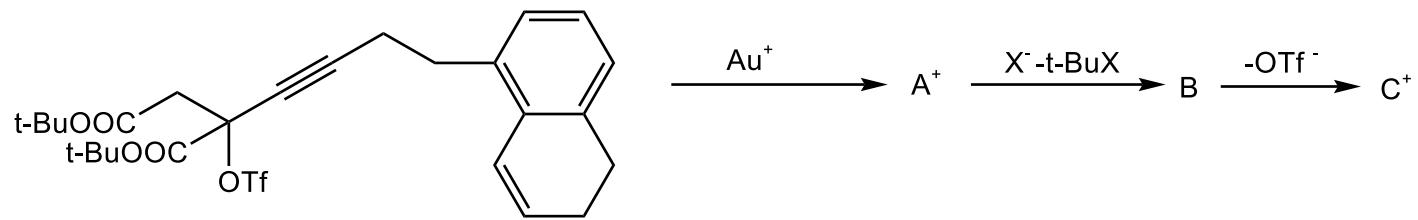 Au⁺
A⁺
X⁻-t-BuX
B
-OTf⁻
C⁺
t-BuOOC
t-BuOOC
OTf